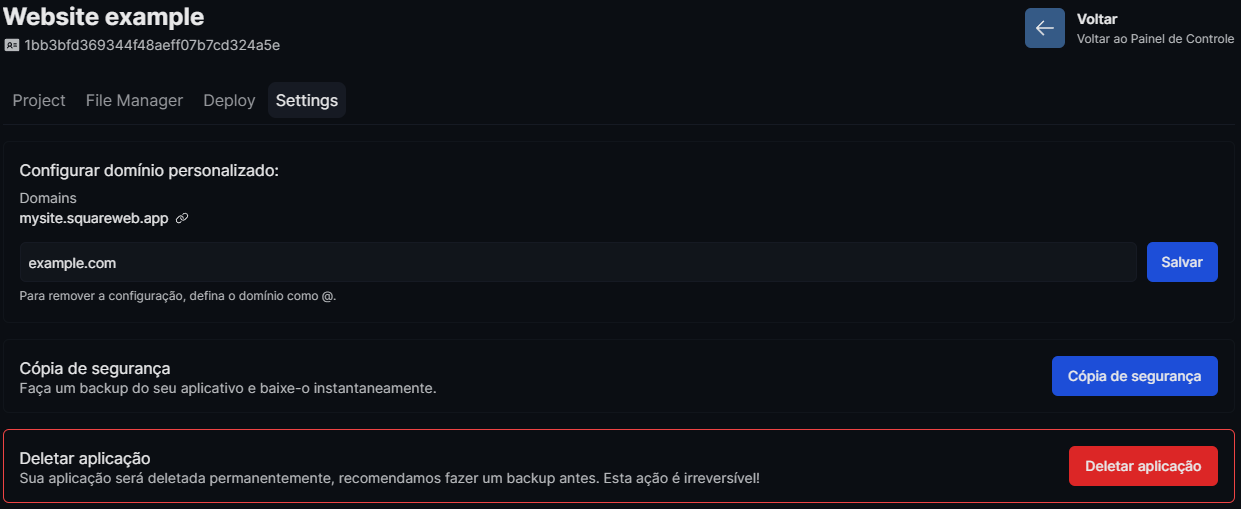 Website example
1bb3bfd369344f48aeff07b7cd324a5e
Voltar
Voltar ao Painel de Controle
Project File Manager Deploy Settings
Configurar domínio personalizado:
Domains
mysite.squareweb.app
example.com
Salvar
Para remover a configuração, defina o domínio como @.
Cópia de segurança
Faça um backup do seu aplicativo e baixe-o instantaneamente.
Cópia de segurança
Deletar aplicação
Sua aplicação será deletada permanentemente, recomendamos fazer um backup antes. Esta ação é irreversível!
Deletar aplicação